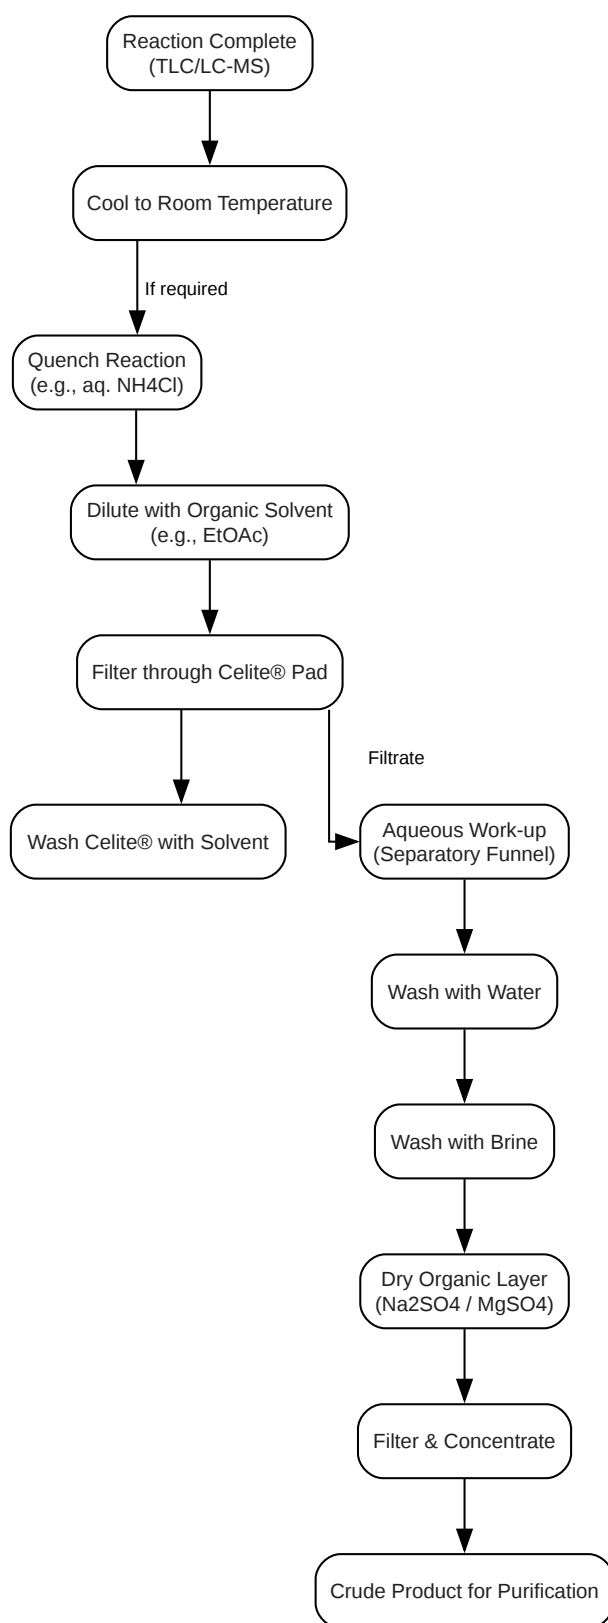 Reaction Complete
(TLC/LC-MS)
Cool to Room Temperature
If required
Quench Reaction
(e.g., aq. NH4Cl)
Dilute with Organic Solvent
(e.g., EtOAc)
Filter through Celite® Pad
Filtrate
Wash Celite® with Solvent
Aqueous Work-up
(Separatory Funnel)
Wash with Water
Wash with Brine
Dry Organic Layer
(Na2SO4 / MgSO4)
Filter & Concentrate
Crude Product for Purification